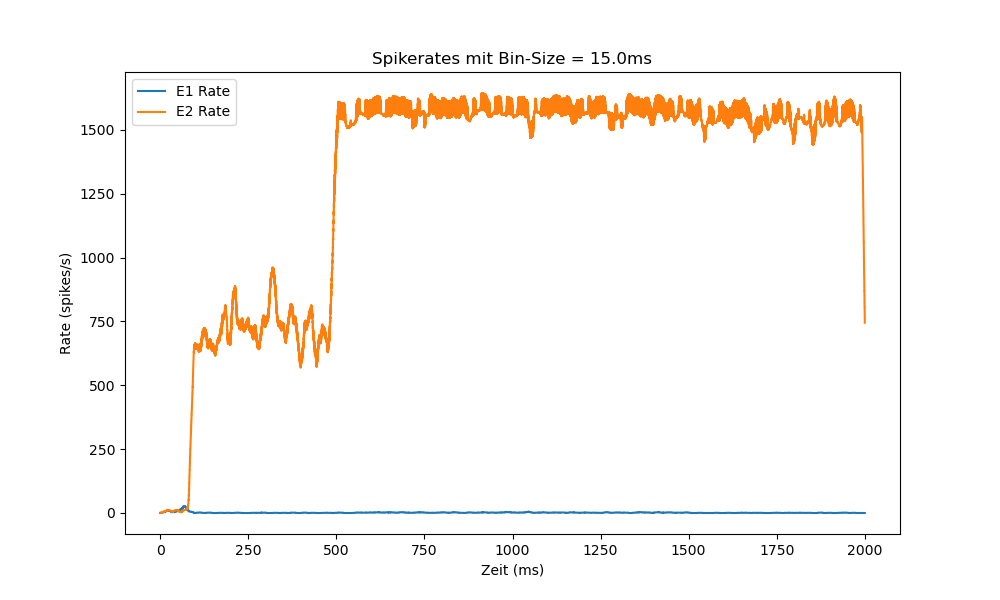 Spikerates mit Bin-Size = 15.0ms
E1 Rate
E2 Rate
1500
1250
1000
750
500
250
0
Rate (spikes/s)
0 250 500 750 1000 1250 1500 1750 2000
Zeit (ms)